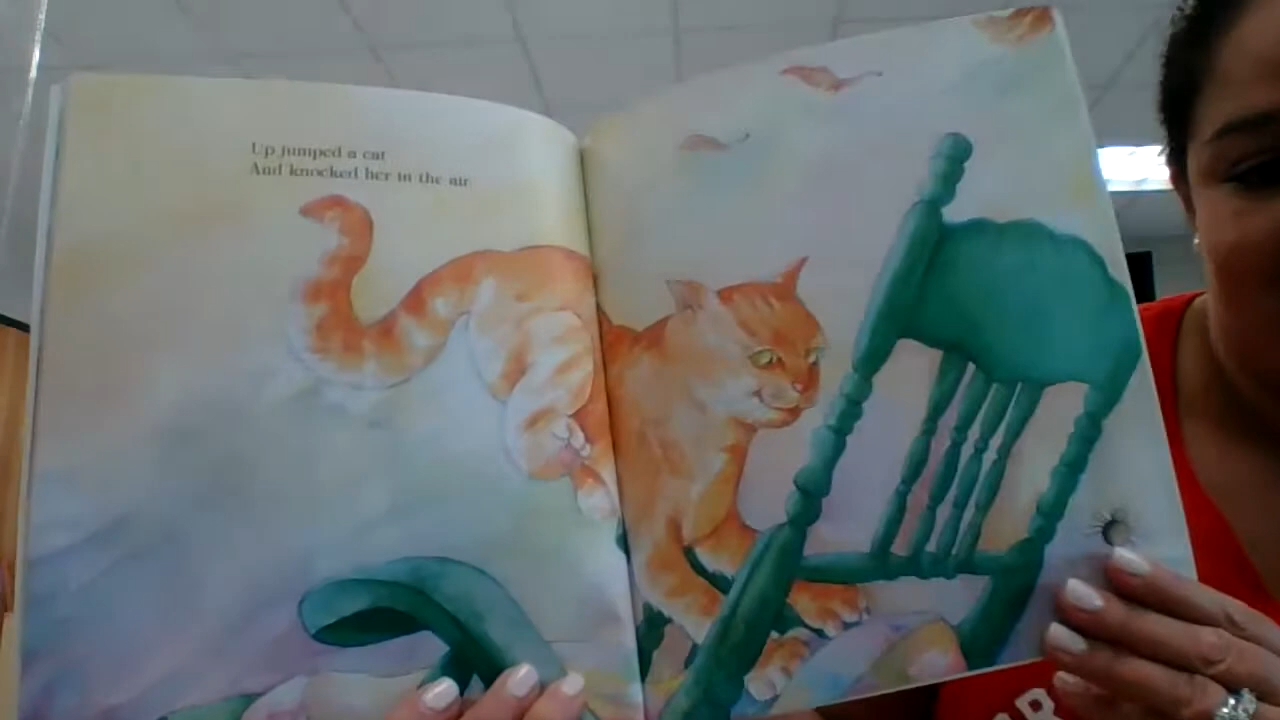 Up jumped a cat
And knocked her in the air.
R